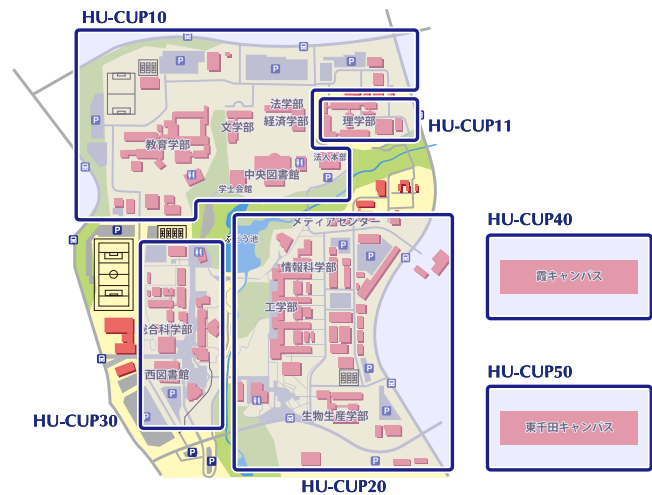 HU-CUP10
P
P
P
P
法学部
経済学部
文学部
理学部
HU-CUP11
教育学部
法人本部
中央図書館
学士会館
P
メディアセンター
P
ぶどう池
P
P
HU-CUP40
霞キャンパス
情報科学部
工学部
総合科学部
西図書館
P
P
P
P
HU-CUP50
東千田キャンパス
HU-CUP30
生物生産学部
P
P
P
HU-CUP20